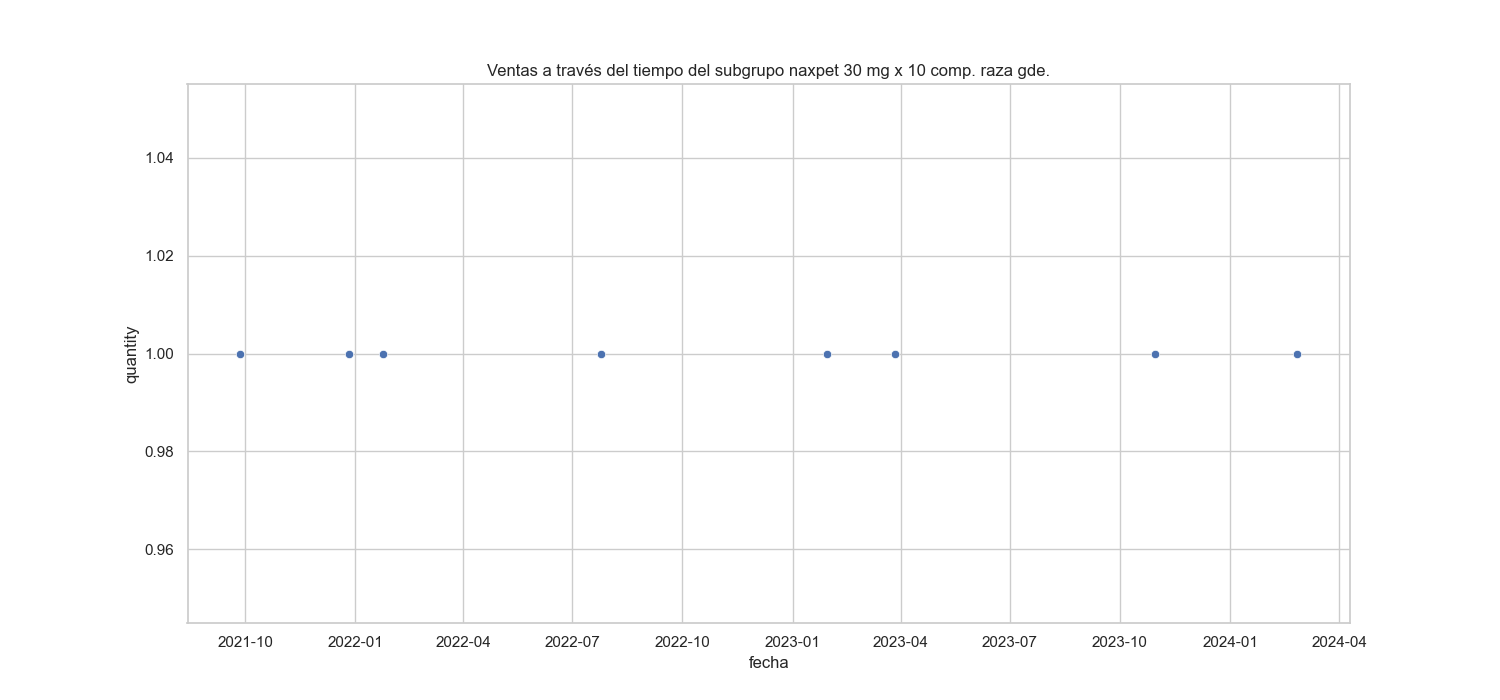 Ventas a través del tiempo del subgrupo naxpet 30 mg x 10 comp. raza gde.
1.04
1.02
1.00
0.98
0.96
quantity
2021-10 2022-01 2022-04 2022-07 2022-10 2023-01 2023-04 2023-07 2023-10 2024-01 2024-04
fecha